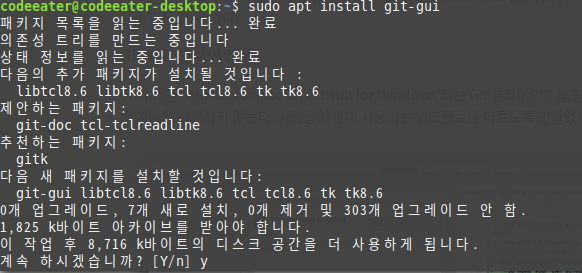 codeeater@codeeater-desktop:~$ sudo apt install git-gui
패키지 목록을 읽는 중입니다... 완료
의존성 트리를 만드는 중입니다
상태 정보를 읽는 중입니다... 완료
다음의 추가 패키지가 설치될 것입니다 :
libtcl8.6 libtk8.6 tcl tcl8.6 tk tk8.6
제안하는 패키지:
git-doc tcl-tclreadline
추천하는 패키지:
gitk
다음 새 패키지를 설치할 것입니다:
git-gui libtcl8.6 libtk8.6 tcl tcl8.6 tk tk8.6
0개 업그레이드, 7개 새로 설치, 0개 제거 및 303개 업그레이드 안 함.
1,825 k바이트 아카이브를 받아야 합니다.
이 작업 후 8,716 k바이트의 디스크 공간을 더 사용하게 됩니다.
계속 하시겠습니까? [Y/n] y